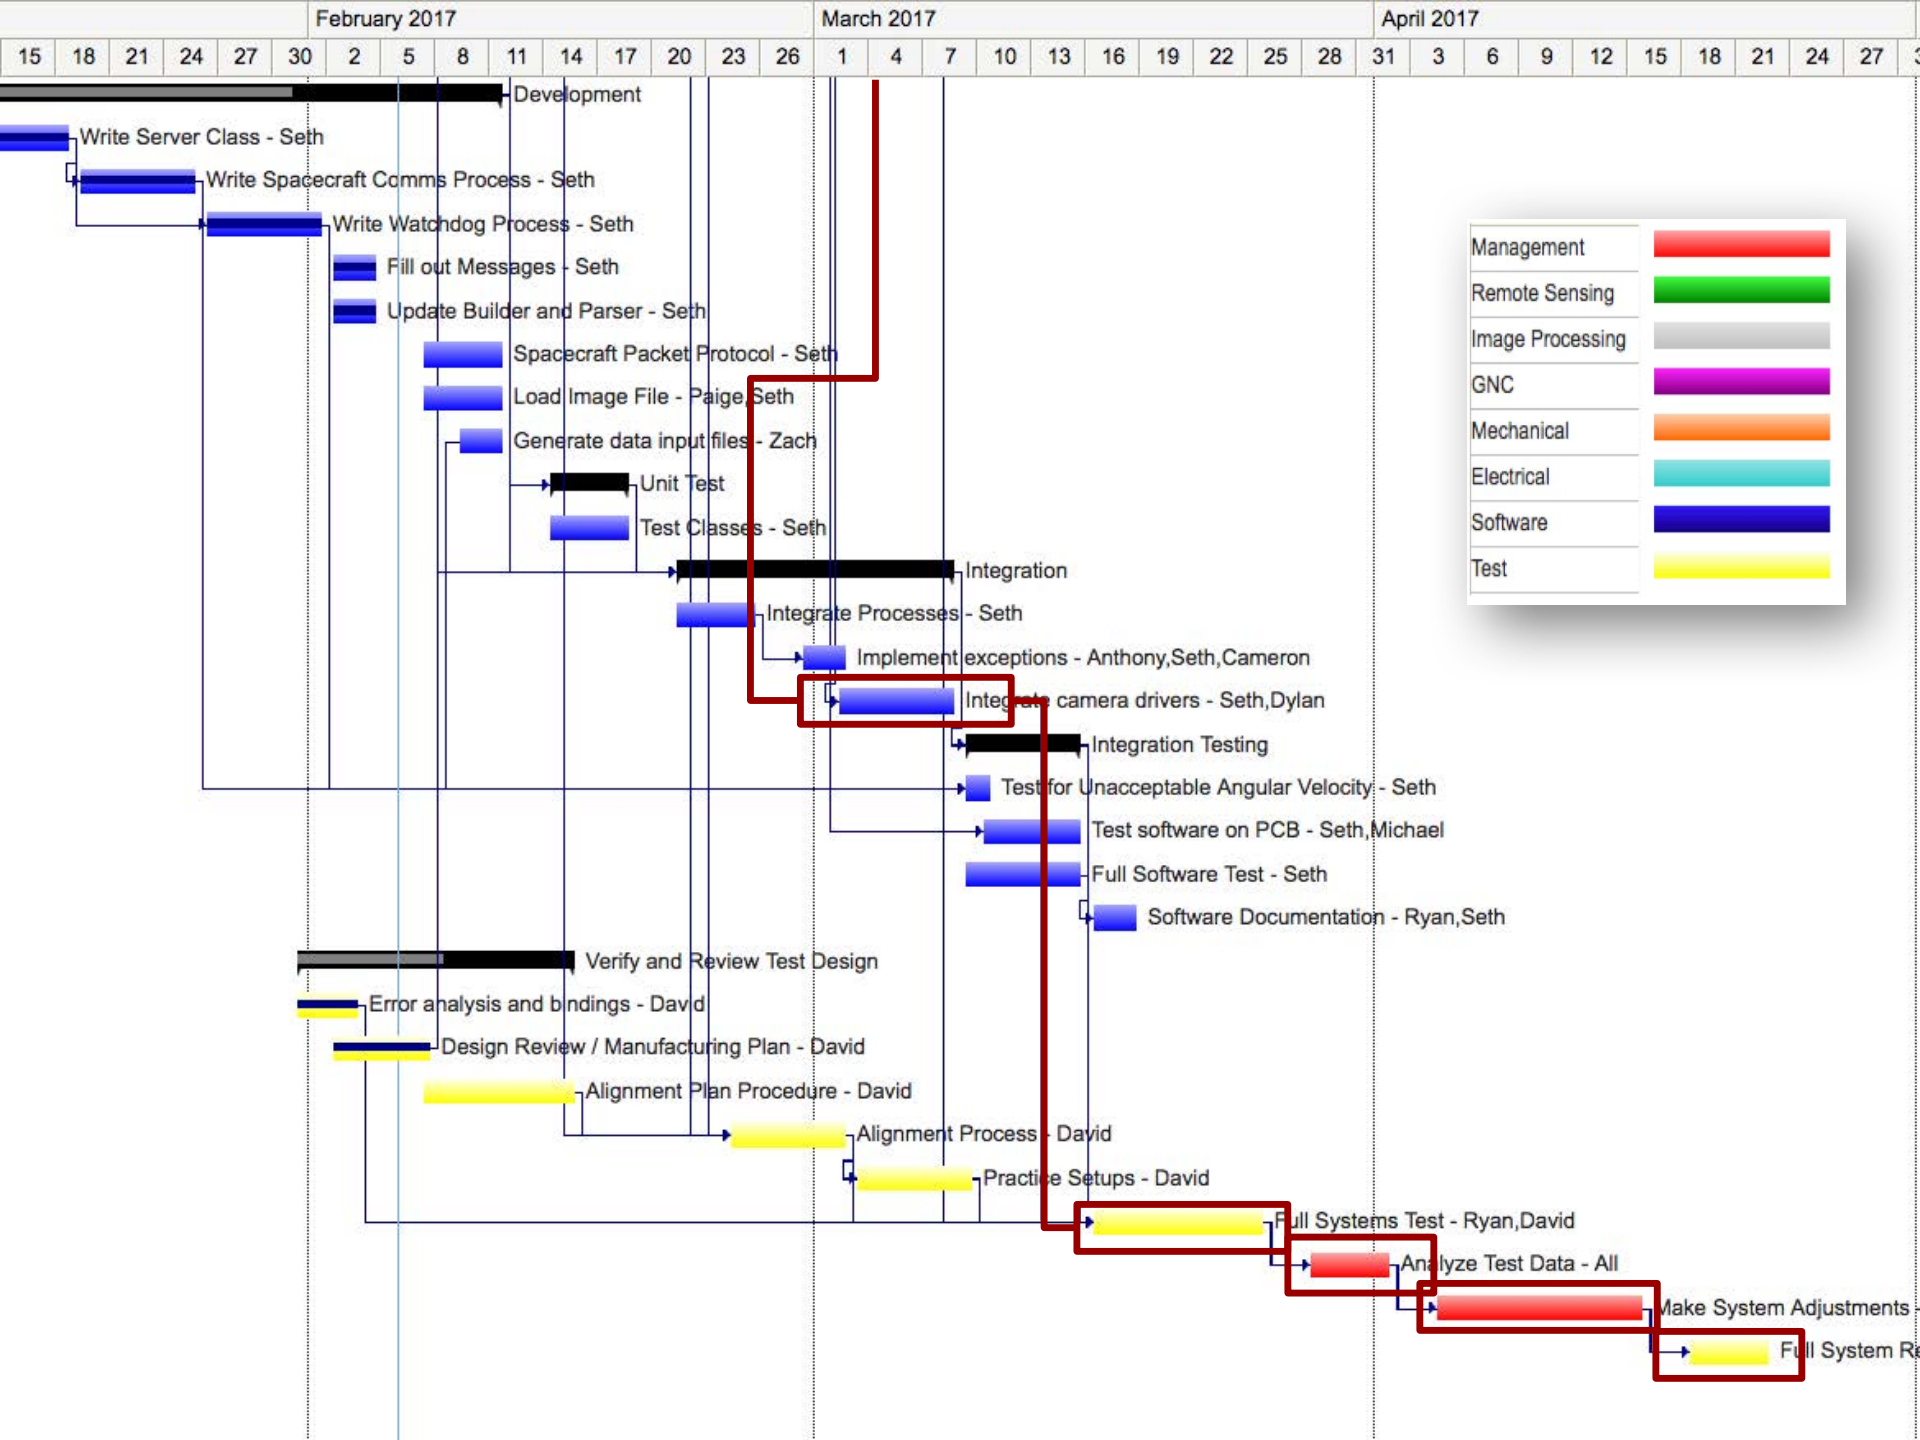 February 2017 March 2017 April 2017
15 18 21 24 27 30 2 5 8 11 14 17 20 23 26 1 4 7 10 13 16 19 22 25 28 31 3 6 9 12 15 18 21 24 27
Development
Write Server Class - Seth
Write Spacecraft Comms Process - Seth
Write Watchdog Process - Seth
Management
Fill out Messages - Seth
Remote Sensing
Update Builder and Parser - Seth
Image Processing
Spacecraft Packet Protocol - Seth
GNC
Load Image File - Paige,Seth
Mechanical
Generate data input files - Zach
Electrical
Unit Test
Software
Test Classes - Seth
Test
Integration
Integrate Processes - Seth
Implement exceptions - Anthony,Seth,Cameron
Integrate camera drivers - Seth,Dylan
Integration Testing
Test for Unacceptable Angular Velocity - Seth
Test software on PCB - Seth,Michael
Full Software Test - Seth
Software Documentation - Ryan,Seth
Verify and Review Test Design
Error analysis and bindings - David
Design Review / Manufacturing Plan - David
Alignment Plan Procedure - David
Alignment Process - David
Practice Setups - David
Full Systems Test - Ryan,David
Analyze Test Data - All
Make System Adjustments -
Full System Re